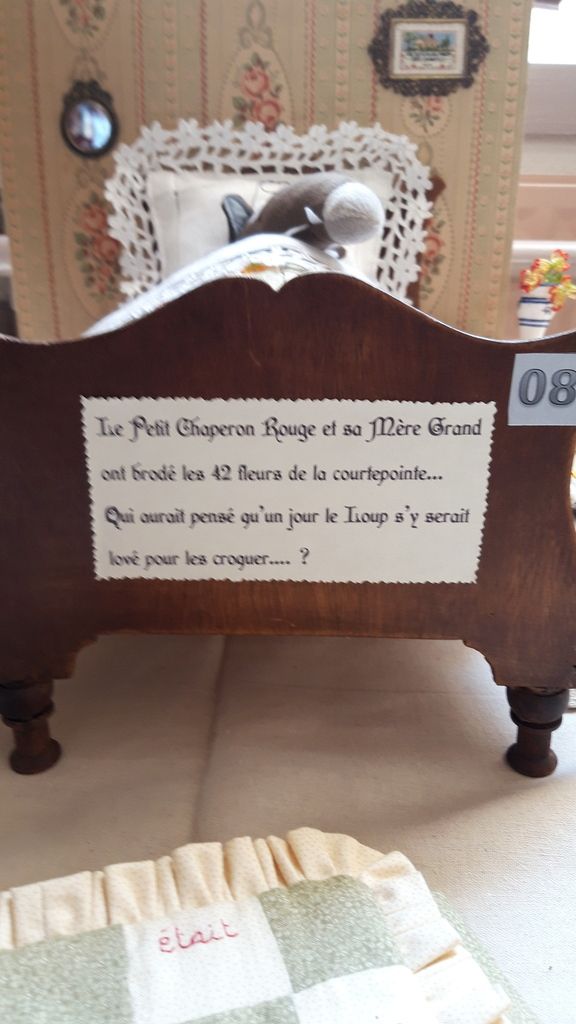 08
Le Petit Chaperon Rouge et sa Mère Grand
ont brodé les 42 fleurs de la courtepointe...
Qui aurait pensé qu'un jour le Loup s'y serait
lové pour les croquer.... ?
était